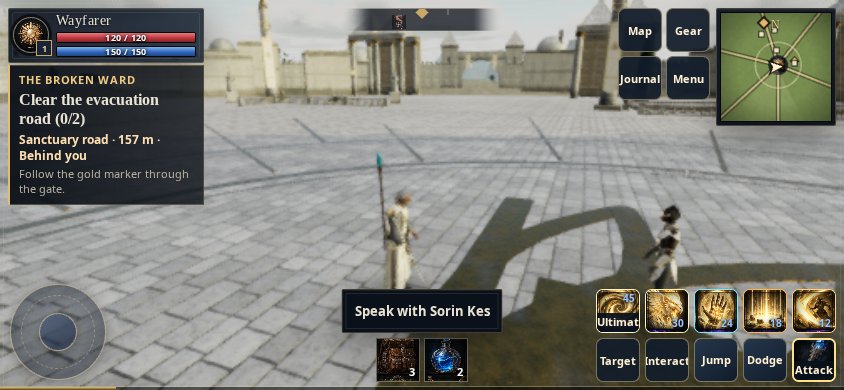 Wayfarer
120 / 120
150 / 150
1
THE BROKEN WARD
Clear the evacuation
road (0/2)
Sanctuary road · 157 m ·
Behind you
Follow the gold marker through
the gate.
Map
Gear
Journal
Menu
N
Speak with Sorin Kes
3
2
45
Ultimat
30
24
18
12
Target
Interact
Jump
Dodge
Attack